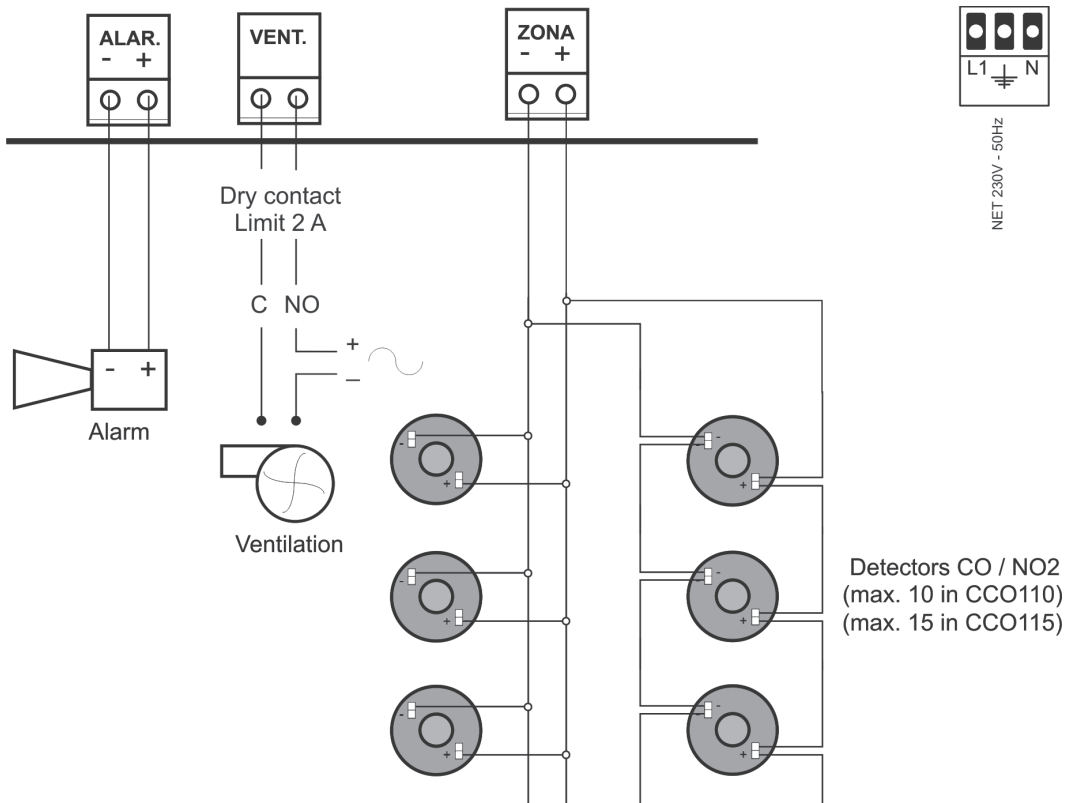 ALAR.
- +
VENT.
ZONA
- +
L1 N
NET 230V - 50Hz
Dry contact
Limit 2 A
C NO
+
–
- +
Alarm
Ventilation
-
+
-
+
-
+
-
-
+
-
-
+
-
-
+
Detectors CO / NO2
(max. 10 in CCO110)
(max. 15 in CCO115)